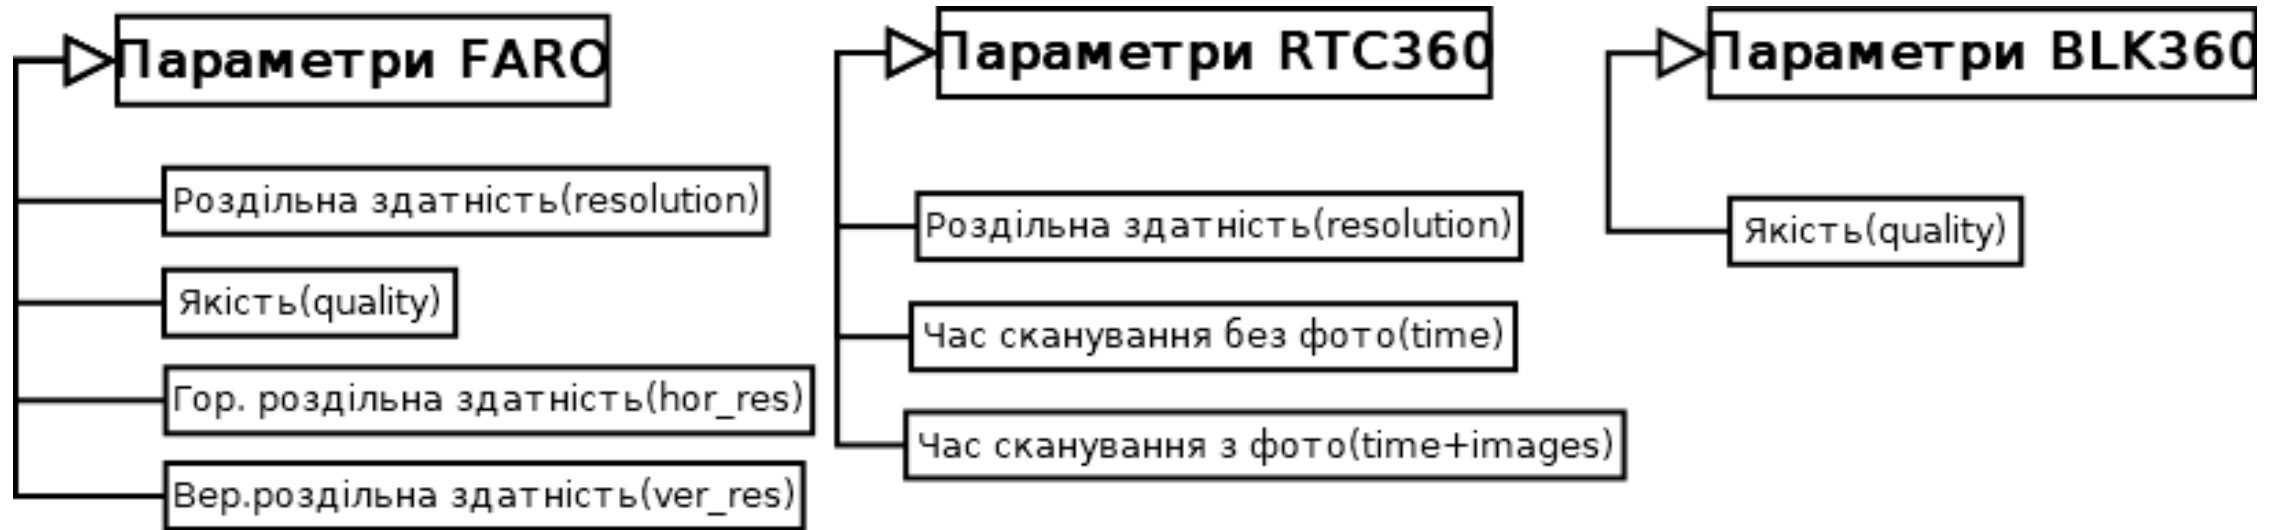 Параметри FARO
Роздільна здатність(resolution)
Якість(quality)
Гор. роздільна здатність(hor_res)
Вер.роздільна здатність(ver_res)
Параметри RTC360
Роздільна здатність(resolution)
Час сканування без фото(time)
Час сканування з фото(time+images)
Параметри BLK360
Якість(quality)